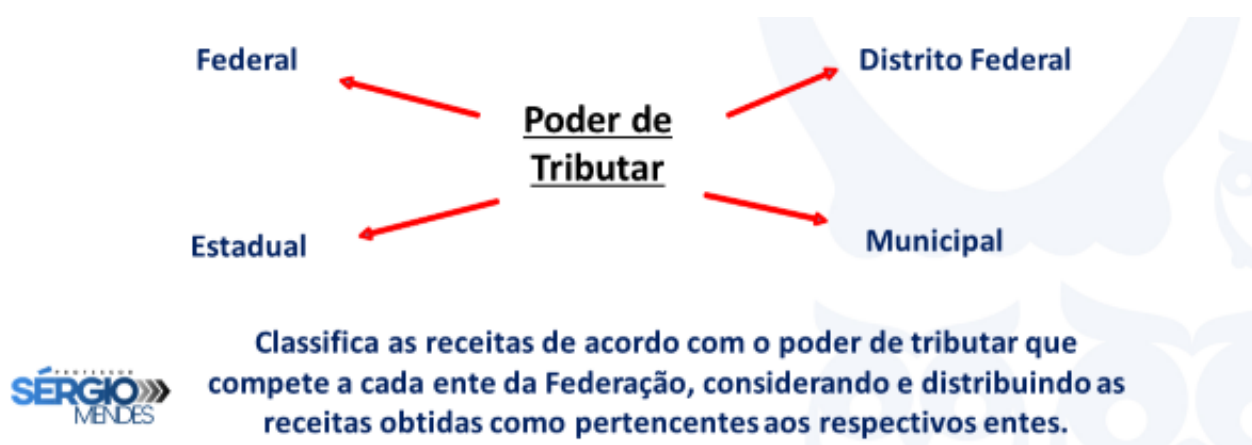 Federal
Distrito Federal
Poder de
Tributar
Estadual
Municipal
Classifica as receitas de acordo com o poder de tributar que
compete a cada ente da Federação, considerando e distribuindo as
receitas obtidas como pertencentes aos respectivos entes.
PROFESSOR
SÉRGIO
MENDES